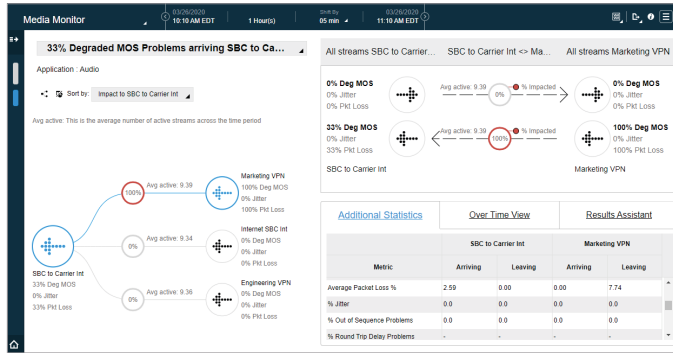 Media Monitor
03/26/2020
10:10 AM EDT
1 Hour(s)
Shift By
05 min
03/26/2020
11:10 AM EDT
33% Degraded MOS Problems arriving SBC to Ca...
Application : Audio
Sort by:
Impact to SBC to Carrier Int
Avg active: This is the average number of active streams across the time period
SBC to Carrier Int
33% Deg MOS
0% Jitter
33% Pkt Loss
100%
Avg active: 9.39
Marketing VPN
100% Deg MOS
0% Jitter
100% Pkt Loss
0%
Avg active: 9.34
Internet SBC Int
0% Deg MOS
0% Jitter
0% Pkt Loss
0%
Avg active: 9.36
Engineering VPN
0% Deg MOS
0% Jitter
0% Pkt Loss
All streams SBC to Carrier...
SBC to Carrier Int <> Ma...
All streams Marketing VPN
0% Deg MOS
0% Jitter
0% Pkt Loss
Avg active: 9.39
0%
% Impacted
0% Deg MOS
0% Jitter
0% Pkt Loss
33% Deg MOS
0% Jitter
33% Pkt Loss
Avg active: 9.39
100%
% Impacted
100% Deg MOS
0% Jitter
100% Pkt Loss
SBC to Carrier Int
Marketing VPN
Additional Statistics
Over Time View
Results Assistant
SBC to Carrier Int
Marketing VPN
Metric
Arriving
Leaving
Arriving
Leaving
Average Packet Loss %
2.59
0.00
0.00
7.74
% Jitter
0.0
0.0
0.0
0.0
% Out of Sequence Problems
0.0
0.0
0.0
0.0
% Round Trip Delay Problems
-
-
-
-